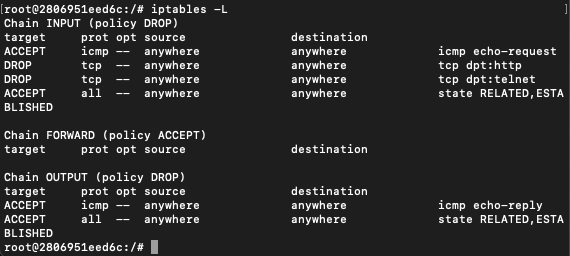 [root@2806951eed6c:/# iptables -L ]
Chain INPUT (policy DROP)
target prot opt source destination
ACCEPT icmp -- anywhere anywhere icmp echo-request
DROP tcp -- anywhere anywhere tcp dpt:http
DROP tcp -- anywhere anywhere tcp dpt:telnet
ACCEPT all -- anywhere anywhere state RELATED,ESTA
BLISHED
Chain FORWARD (policy ACCEPT)
target prot opt source destination
Chain OUTPUT (policy DROP)
target prot opt source destination
ACCEPT icmp -- anywhere anywhere icmp echo-reply
ACCEPT all -- anywhere anywhere state RELATED,ESTA
BLISHED
root@2806951eed6c:/#